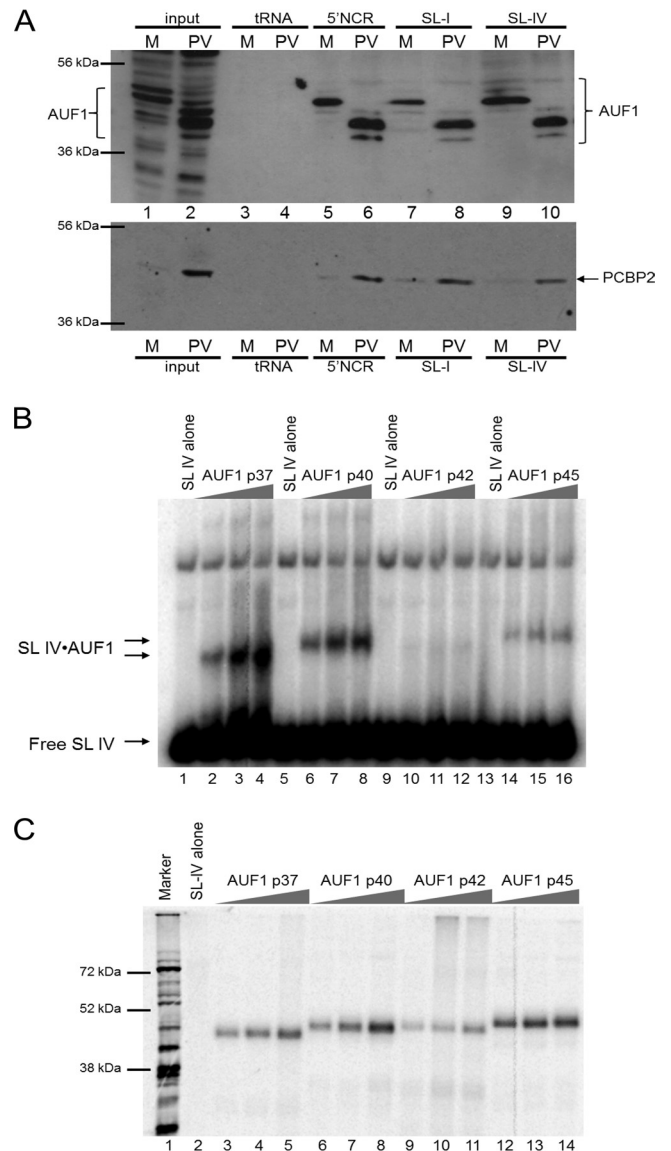 A
input tRNA 5'NCR SL-I SL-IV
M PV M PV M PV M PV M PV
56 kDa
AUF1 AUF1
36 kDa
1 2 3 4 5 6 7 8 9 10
56 kDa
PCBP2
36 kDa
M PV M PV M PV M PV M PV
input tRNA 5'NCR SL-I SL-IV
B
SL IV alone AUF1 p37 SL IV alone AUF1 p40 SL IV alone AUF1 p42 SL IV alone AUF1 p45
SL IV•AUF1
Free SL IV
1 2 3 4 5 6 7 8 9 10 11 12 13 14 15 16
C
Marker SL-IV alone AUF1 p37 AUF1 p40 AUF1 p42 AUF1 p45
72 kDa
52 kDa
38 kDa
1 2 3 4 5 6 7 8 9 10 11 12 13 14